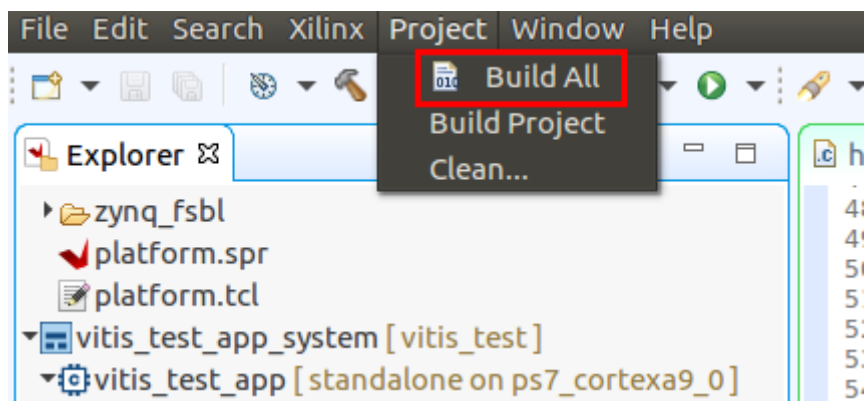 File Edit Search Xilinx Project Window Help
Build All
Build Project
Clean...
Explorer
zynq_fsbl
platform.spr
platform.tcl
vitis_test_app_system [ vitis_test ]
vitis_test_app [ standalone on ps7_cortexa9_0 ]
.c h